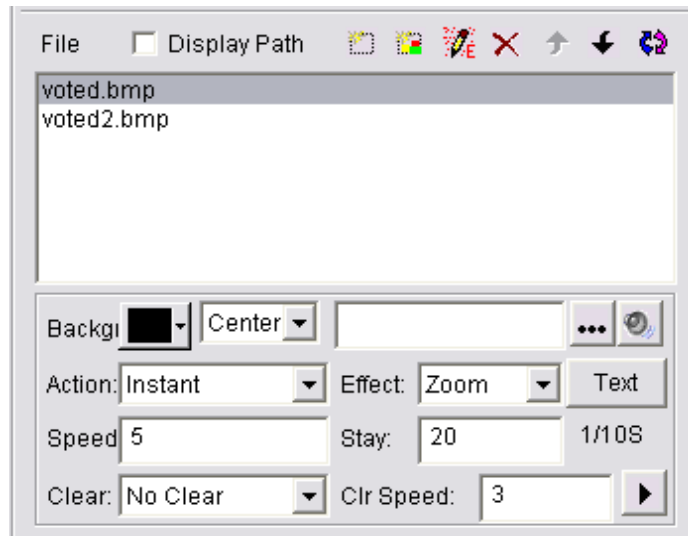 File Display Path E
voted.bmp
voted2.bmp
Backgı Center ...
Action: Instant Effect: Zoom Text
Speed 5 Stay: 20 1/10S
Clear: No Clear Clr Speed: 3